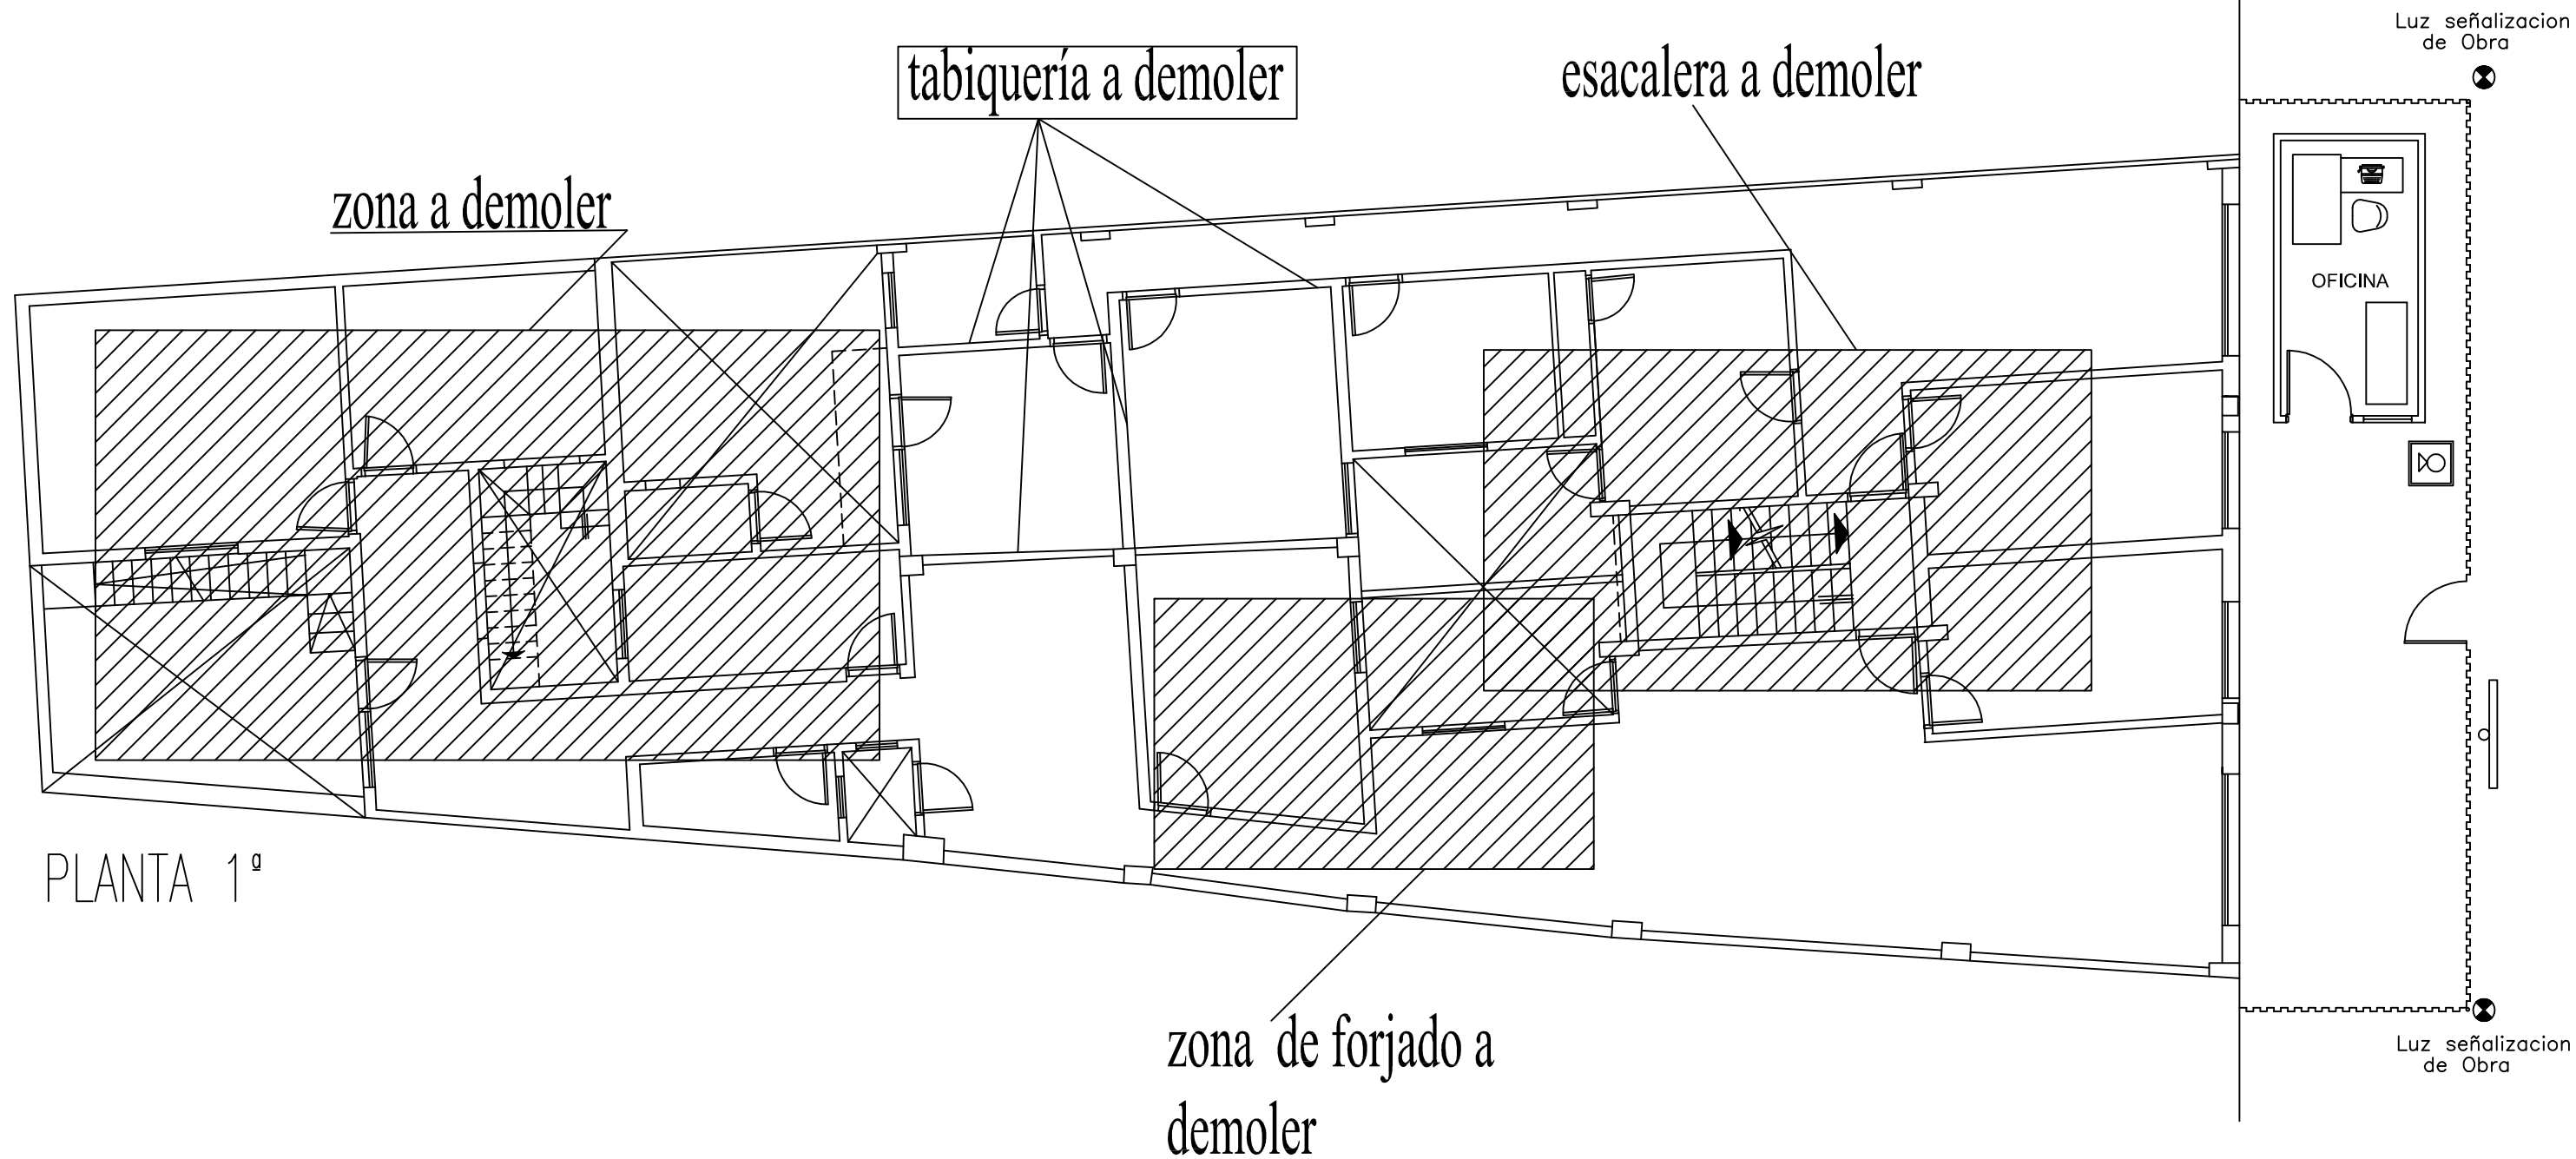 Luz señalizacion
de Obra
tabiquería a demoler
esacalera a demoler
zona a demoler
OFICINA
PLANTA 1ª
zona de forjado a
demoler
Luz señalizacion
de Obra